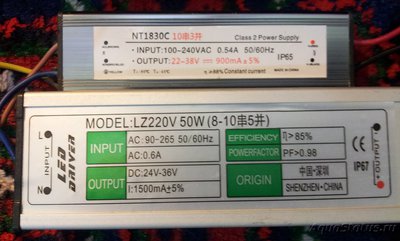 NT1830C 10串3并
Class 2 Power Supply
INPUT: 100-240VAC 0.54A 50/60Hz
OUTPUT: 22-38V⎓ 900mA±5%
IP65
MODEL:LZ220V 50W (8-10串5并)
INPUT
L
N
LED
DRIVER
INPUT
AC: 90-265 50/60Hz
AC:0.6A
OUTPUT
DC:24V-36V
I:1500mA±5%
EFFICIENCY
η>85%
POWERFACTOR
PF>0.98
ORIGIN
中国·深圳
SHENZHEN·CHINA
IP67
OUTPUT
AquaStatus.ru